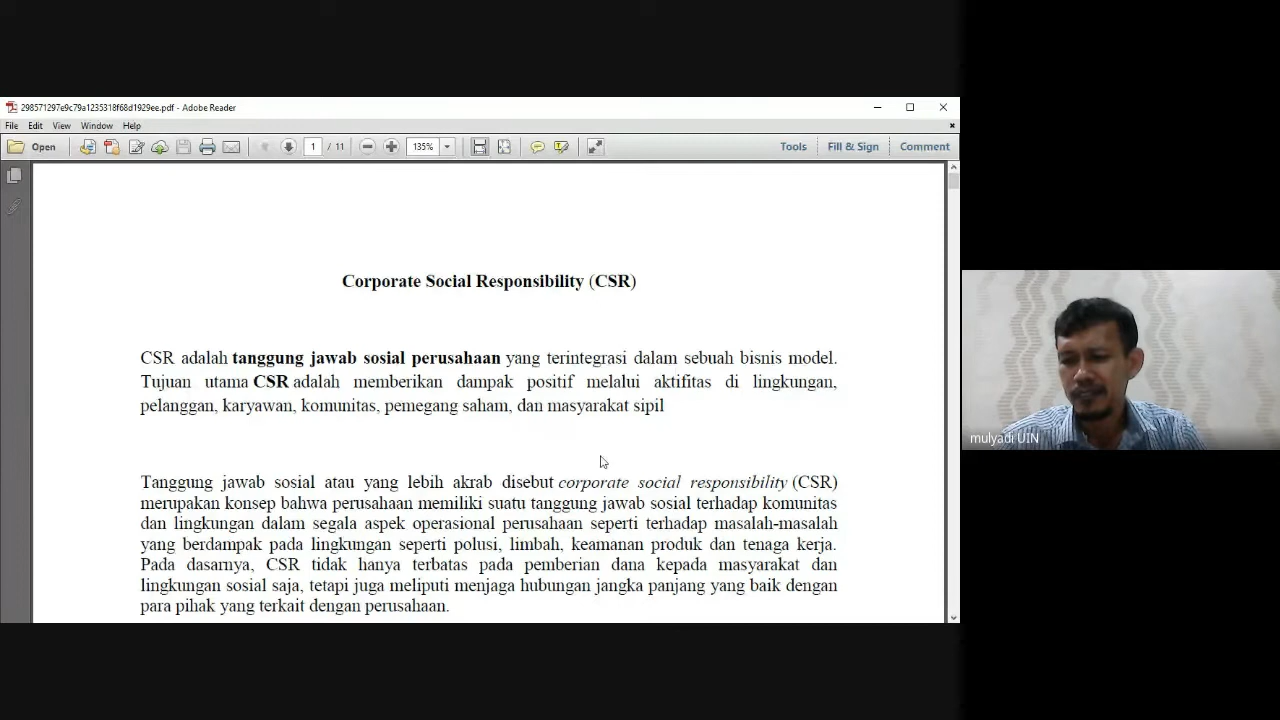 298571297e9c79a1235318f68d1929ee.pdf - Adobe Reader
File Edit View Window Help
Open 1 / 11 135% Tools Fill & Sign Comment
Corporate Social Responsibility (CSR)
CSR adalah tanggung jawab sosial perusahaan yang terintegrasi dalam sebuah bisnis model.
Tujuan utama CSR adalah memberikan dampak positif melalui aktifitas di lingkungan,
pelanggan, karyawan, komunitas, pemegang saham, dan masyarakat sipil
Tanggung jawab sosial atau yang lebih akrab disebut corporate social responsibility (CSR)
merupakan konsep bahwa perusahaan memiliki suatu tanggung jawab sosial terhadap komunitas
dan lingkungan dalam segala aspek operasional perusahaan seperti terhadap masalah-masalah
yang berdampak pada lingkungan seperti polusi, limbah, keamanan produk dan tenaga kerja.
Pada dasarnya, CSR tidak hanya terbatas pada pemberian dana kepada masyarakat dan
lingkungan sosial saja, tetapi juga meliputi menjaga hubungan jangka panjang yang baik dengan
para pihak yang terkait dengan perusahaan.
mulyadi UIN